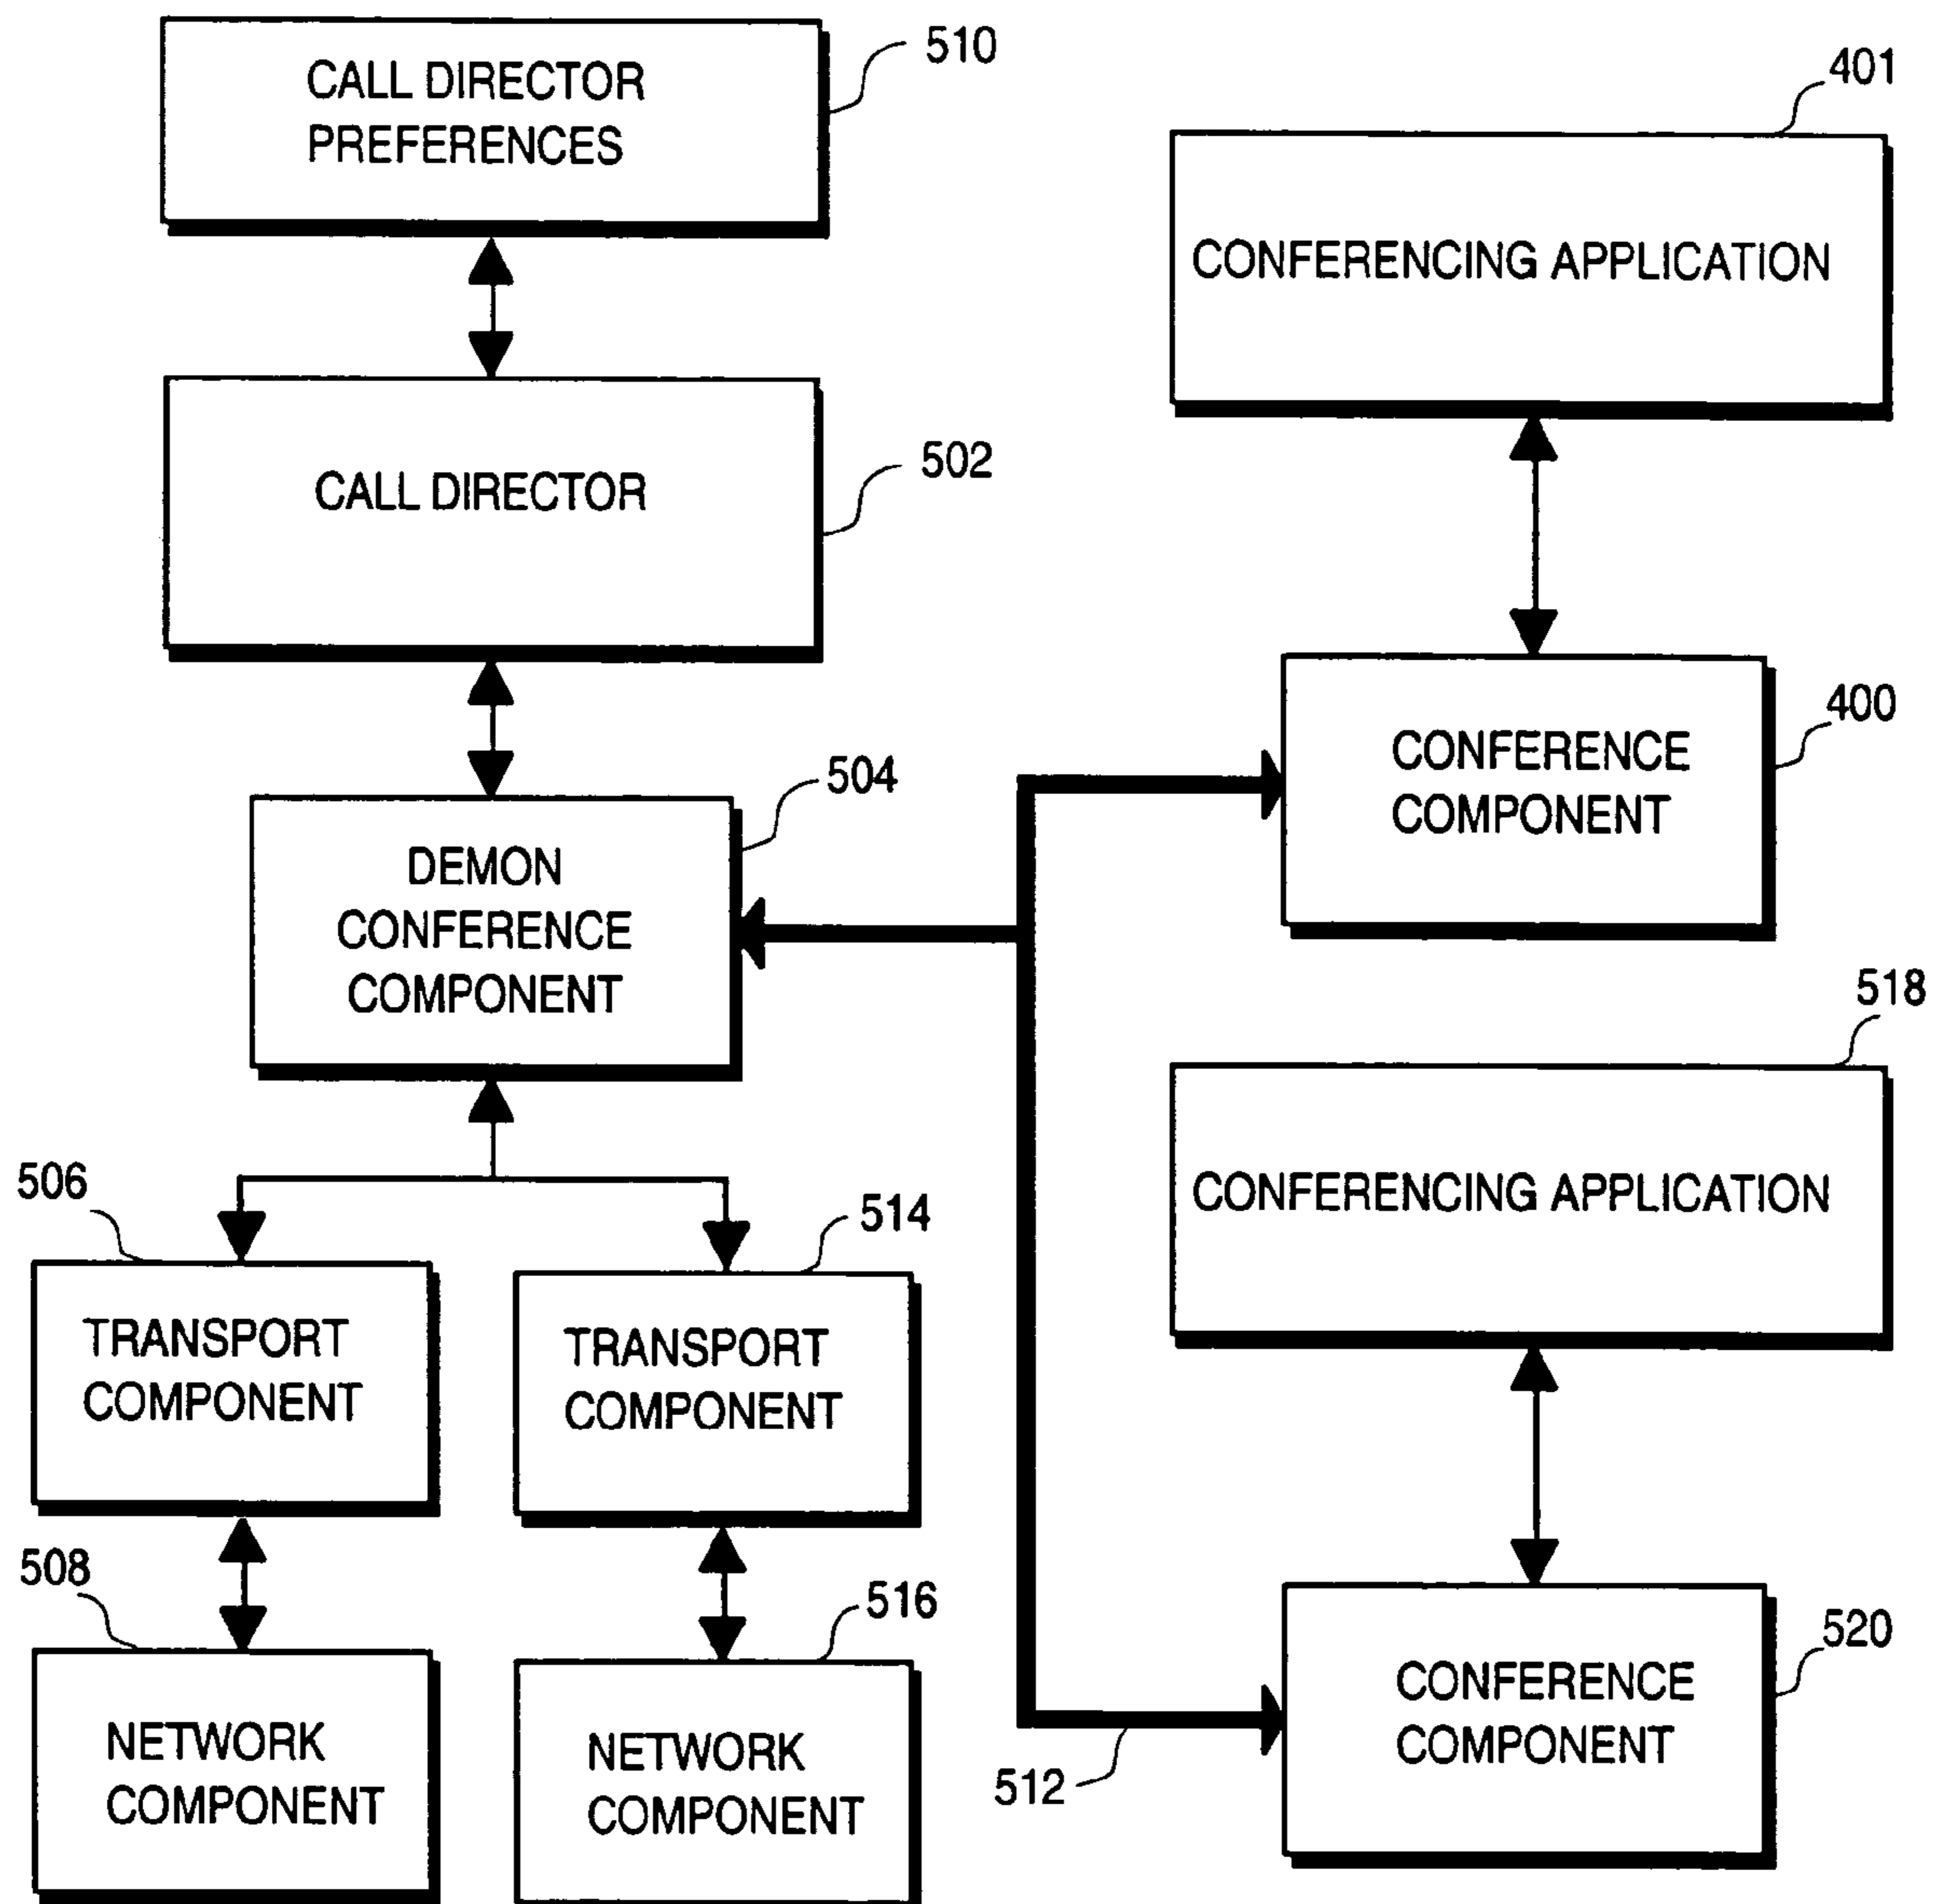 CALL DIRECTOR
PREFERENCES
510
CALL DIRECTOR
502
DEMON
CONFERENCE
COMPONENT
504
506
TRANSPORT
COMPONENT
514
TRANSPORT
COMPONENT
508
NETWORK
COMPONENT
516
NETWORK
COMPONENT
401
CONFERENCING APPLICATION
400
CONFERENCE
COMPONENT
518
CONFERENCING APPLICATION
512
520
CONFERENCE
COMPONENT